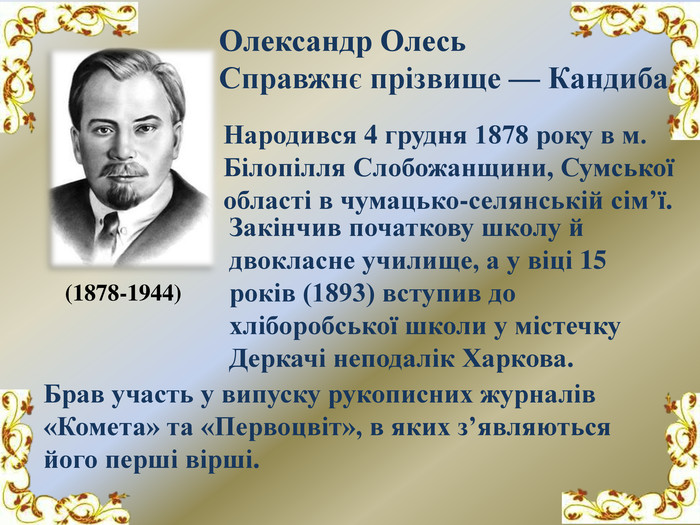 Олександр Олесь
Справжнє прізвище — Кандиба
Народився 4 грудня 1878 року в м.
Білопілля Слобожанщини, Сумської
області в чумацько-селянській сім’ї.
Закінчив початкову школу й
двокласне училище, а у віці 15
років (1893) вступив до
хліборобської школи у містечку
Деркачі неподалік Харкова.
(1878-1944)
Брав участь у випуску рукописних журналів
«Комета» та «Первоцвіт», в яких з’являються
його перші вірші.